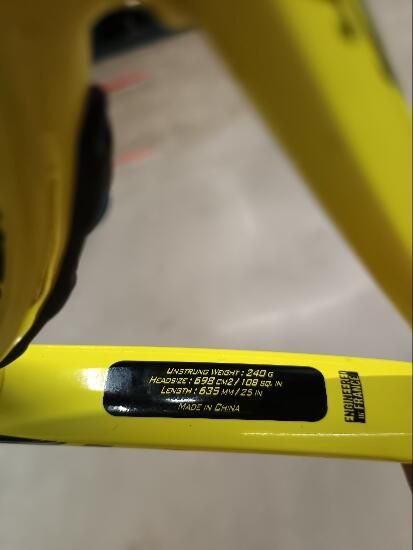 UNSTRUNG WEIGHT : 240 G
HEADSIZE : 698 CM2 / 108 SQ. IN
LENGTH : 635 MM / 25 IN
MADE IN CHINA
ENGINEERED
IN FRANCE